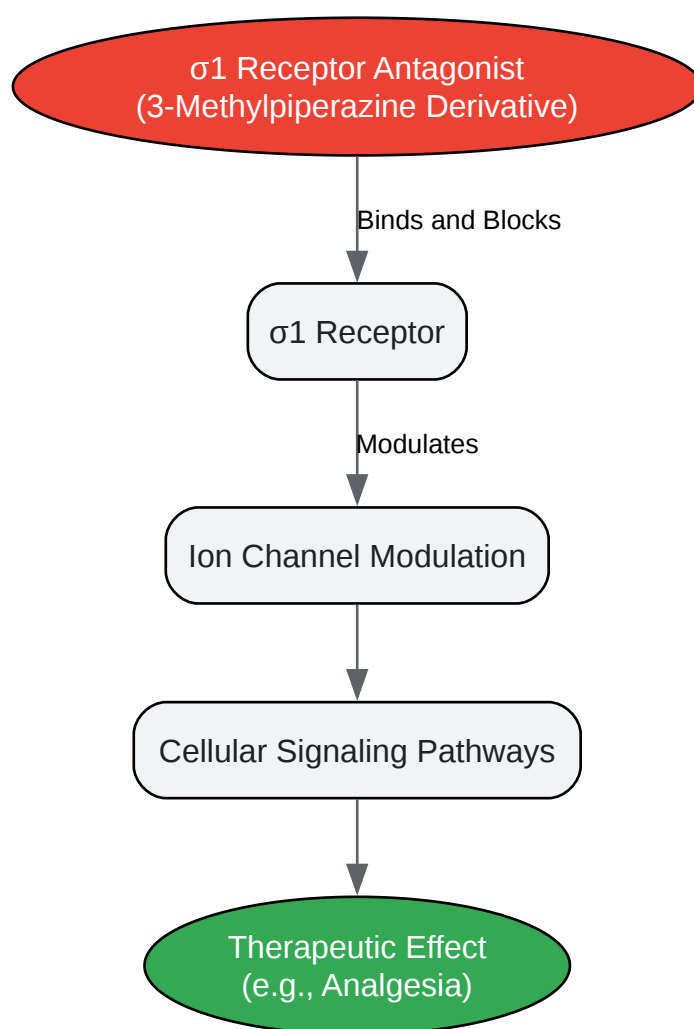 σ1 Receptor Antagonist
(3-Methylpiperazine Derivative)
Binds and Blocks
σ1 Receptor
Modulates
Ion Channel Modulation
Cellular Signaling Pathways
Therapeutic Effect
(e.g., Analgesia)